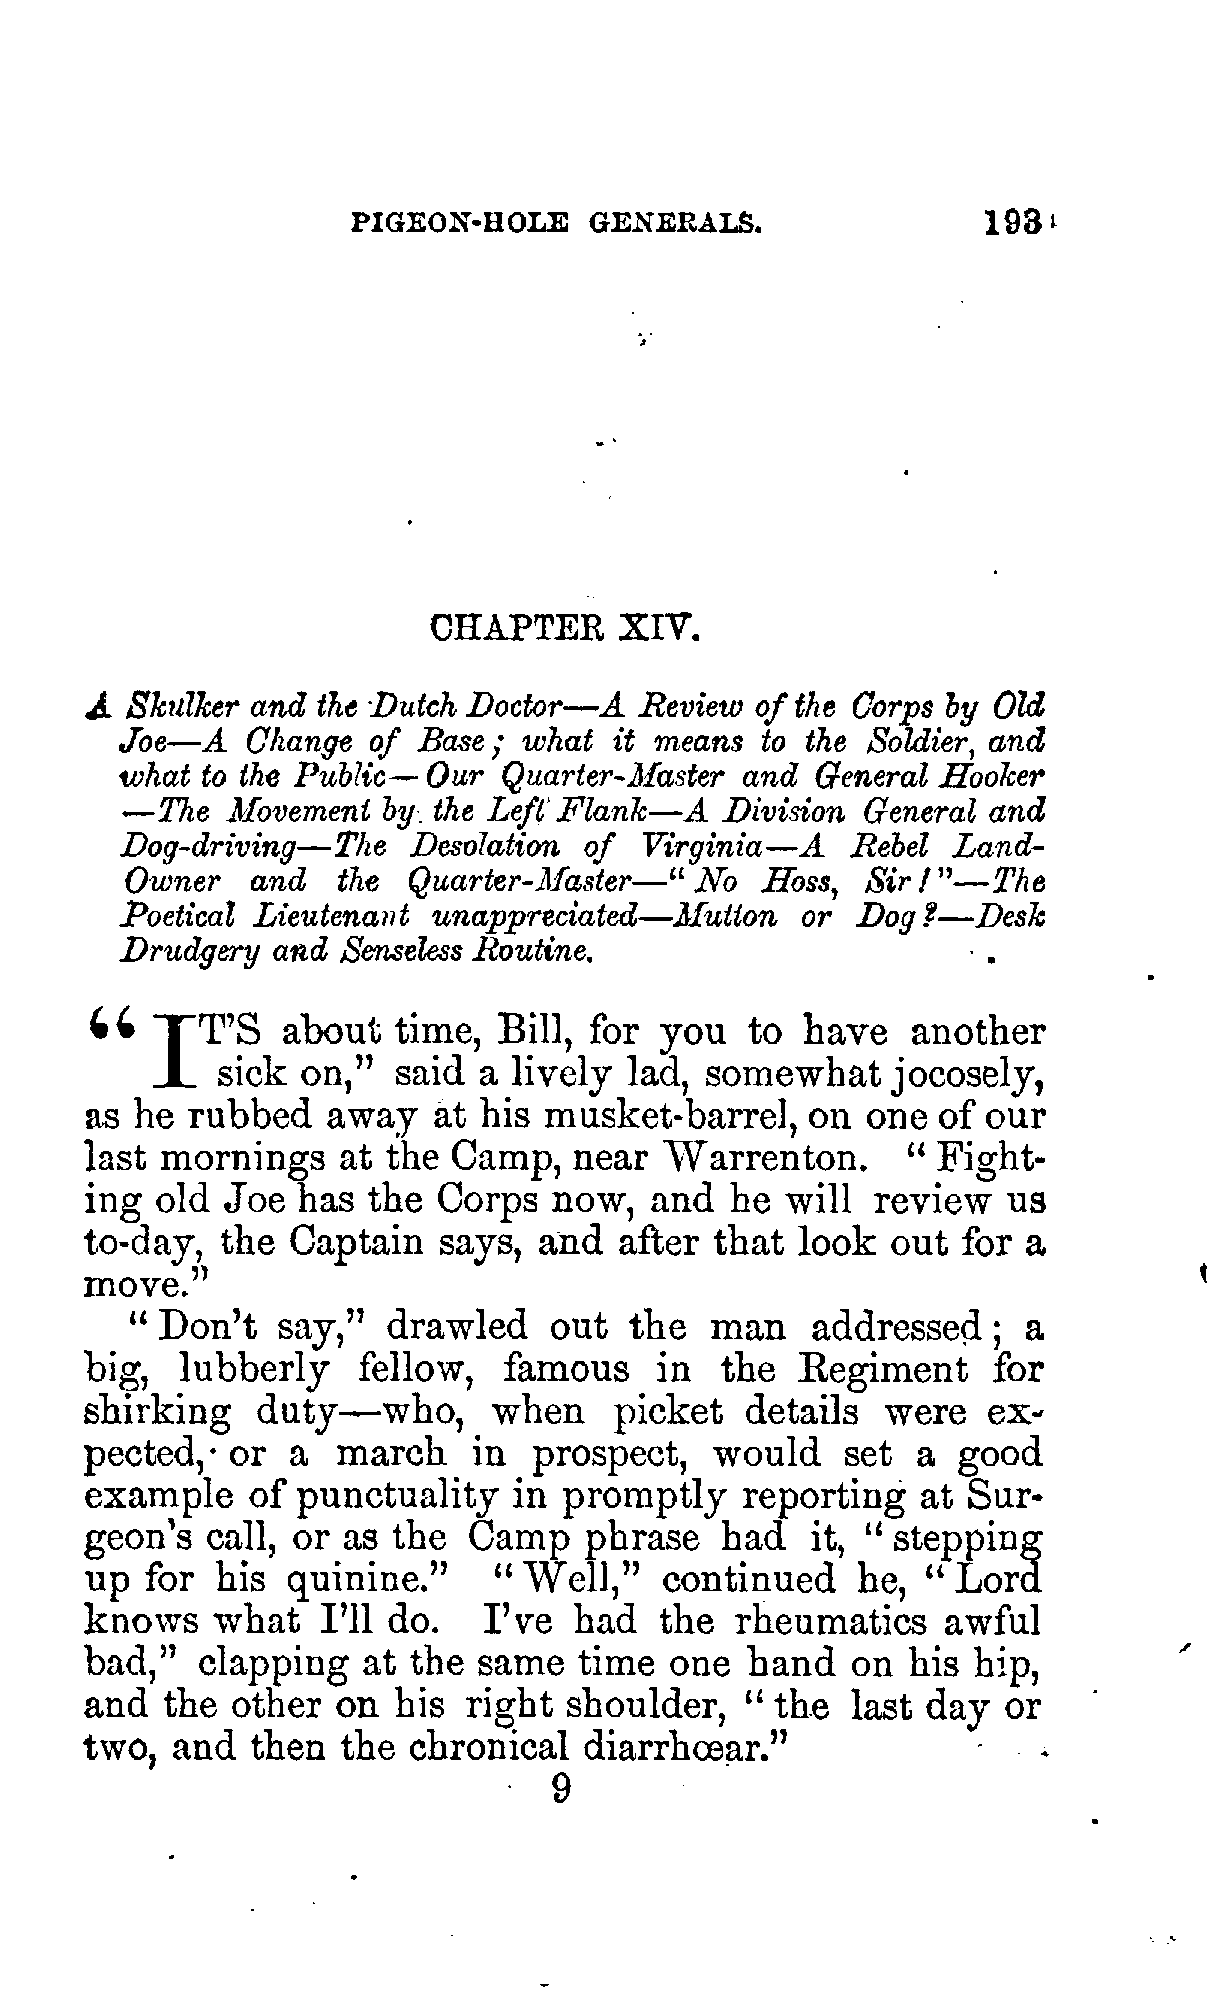 PIGEON-HOLE GENERALS. 193
CHAPTER XIV.
A Skulker and the Dutch Doctor—A Review of the Corps by Old
Joe—A Change of Base; what it means to the Soldier, and
what to the Public—Our Quarter-Master and General Hooker
—The Movement by the Left Flank—A Division General and
Dog-driving—The Desolation of Virginia—A Rebel Land-
Owner and the Quarter-Master—"No Hoss, Sir!"—The
Poetical Lieutenant unappreciated—Mutton or Dog?—Desk
Drudgery and Senseless Routine.
"IT'S about time, Bill, for you to have another
sick on," said a lively lad, somewhat jocosely,
as he rubbed away at his musket-barrel, on one of our
last mornings at the Camp, near Warrenton. "Fight-
ing old Joe has the Corps now, and he will review us
to-day, the Captain says, and after that look out for a
move."
"Don't say," drawled out the man addressed; a
big, lubberly fellow, famous in the Regiment for
shirking duty—who, when picket details were ex-
pected, or a march in prospect, would set a good
example of punctuality in promptly reporting at Sur-
geon's call, or as the Camp phrase had it, "stepping
up for his quinine." "Well," continued he, "Lord
knows what I'll do. I've had the rheumatics awful
bad," clapping at the same time one hand on his hip,
and the other on his right shoulder, "the last day or
two, and then the chronical diarrhœar."
9